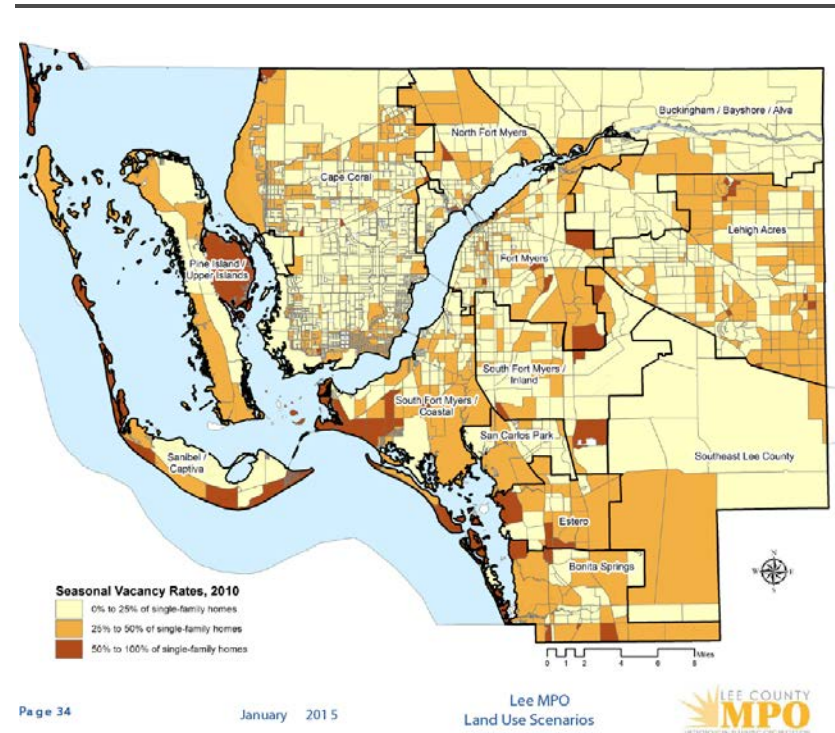 Buckingham / Bayshore / Alva
North Fort Myers
Cape Coral
Lehigh Acres
Pine Island /
Upper Islands
Fort Myers
South Fort Myers /
Inland
South Fort Myers /
Coastal
San Carlos Park
Sanibel /
Captiva
Southeast Lee County
Estero
Bonita Springs
N
W E
S
Seasonal Vacancy Rates, 2010
0% to 25% of single-family homes
25% to 50% of single-family homes
50% to 100% of single-family homes
Miles
0 1 2 4 6 8
Page 34
January 2015
Lee MPO
Land Use Scenarios
LEE COUNTY
MPO